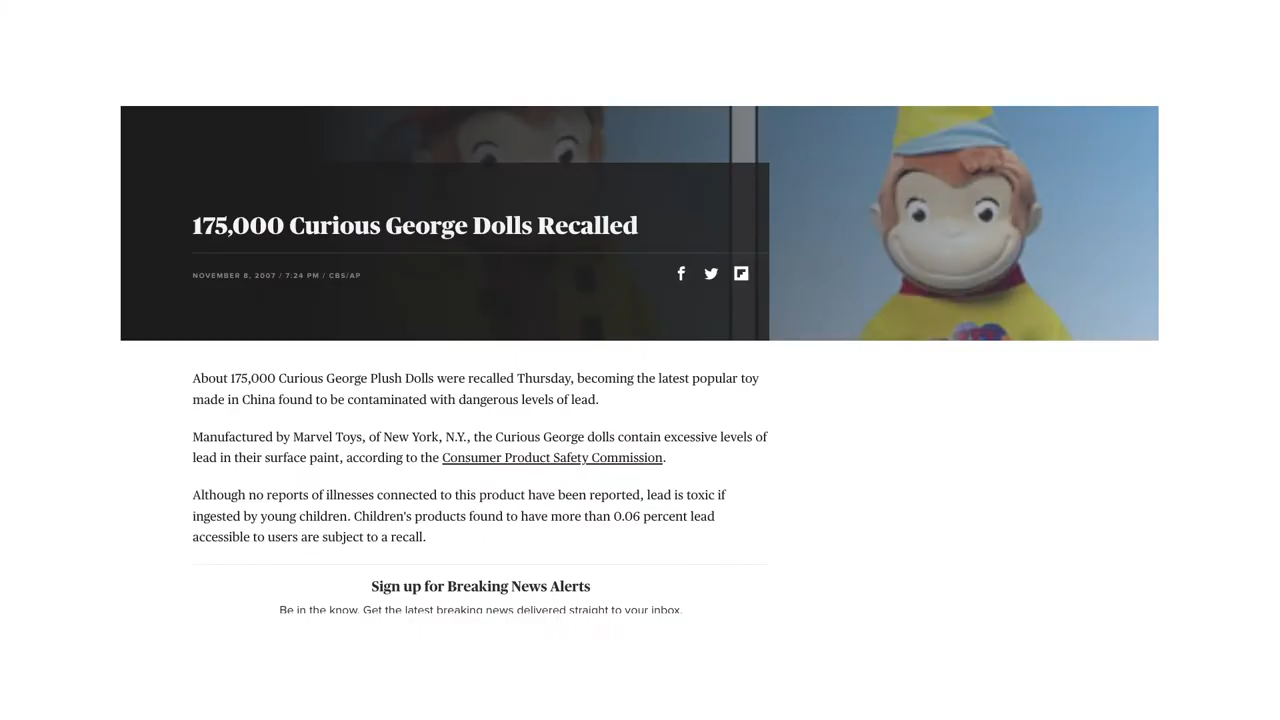 175,000 Curious George Dolls Recalled
NOVEMBER 8, 2007 / 7:24 PM / CBS/AP
About 175,000 Curious George Plush Dolls were recalled Thursday, becoming the latest popular toy
made in China found to be contaminated with dangerous levels of lead.
Manufactured by Marvel Toys, of New York, N.Y., the Curious George dolls contain excessive levels of
lead in their surface paint, according to the Consumer Product Safety Commission.
Although no reports of illnesses connected to this product have been reported, lead is toxic if
ingested by young children. Children's products found to have more than 0.06 percent lead
accessible to users are subject to a recall.
Sign up for Breaking News Alerts
Be in the know. Get the latest breaking news delivered straight to your inbox.